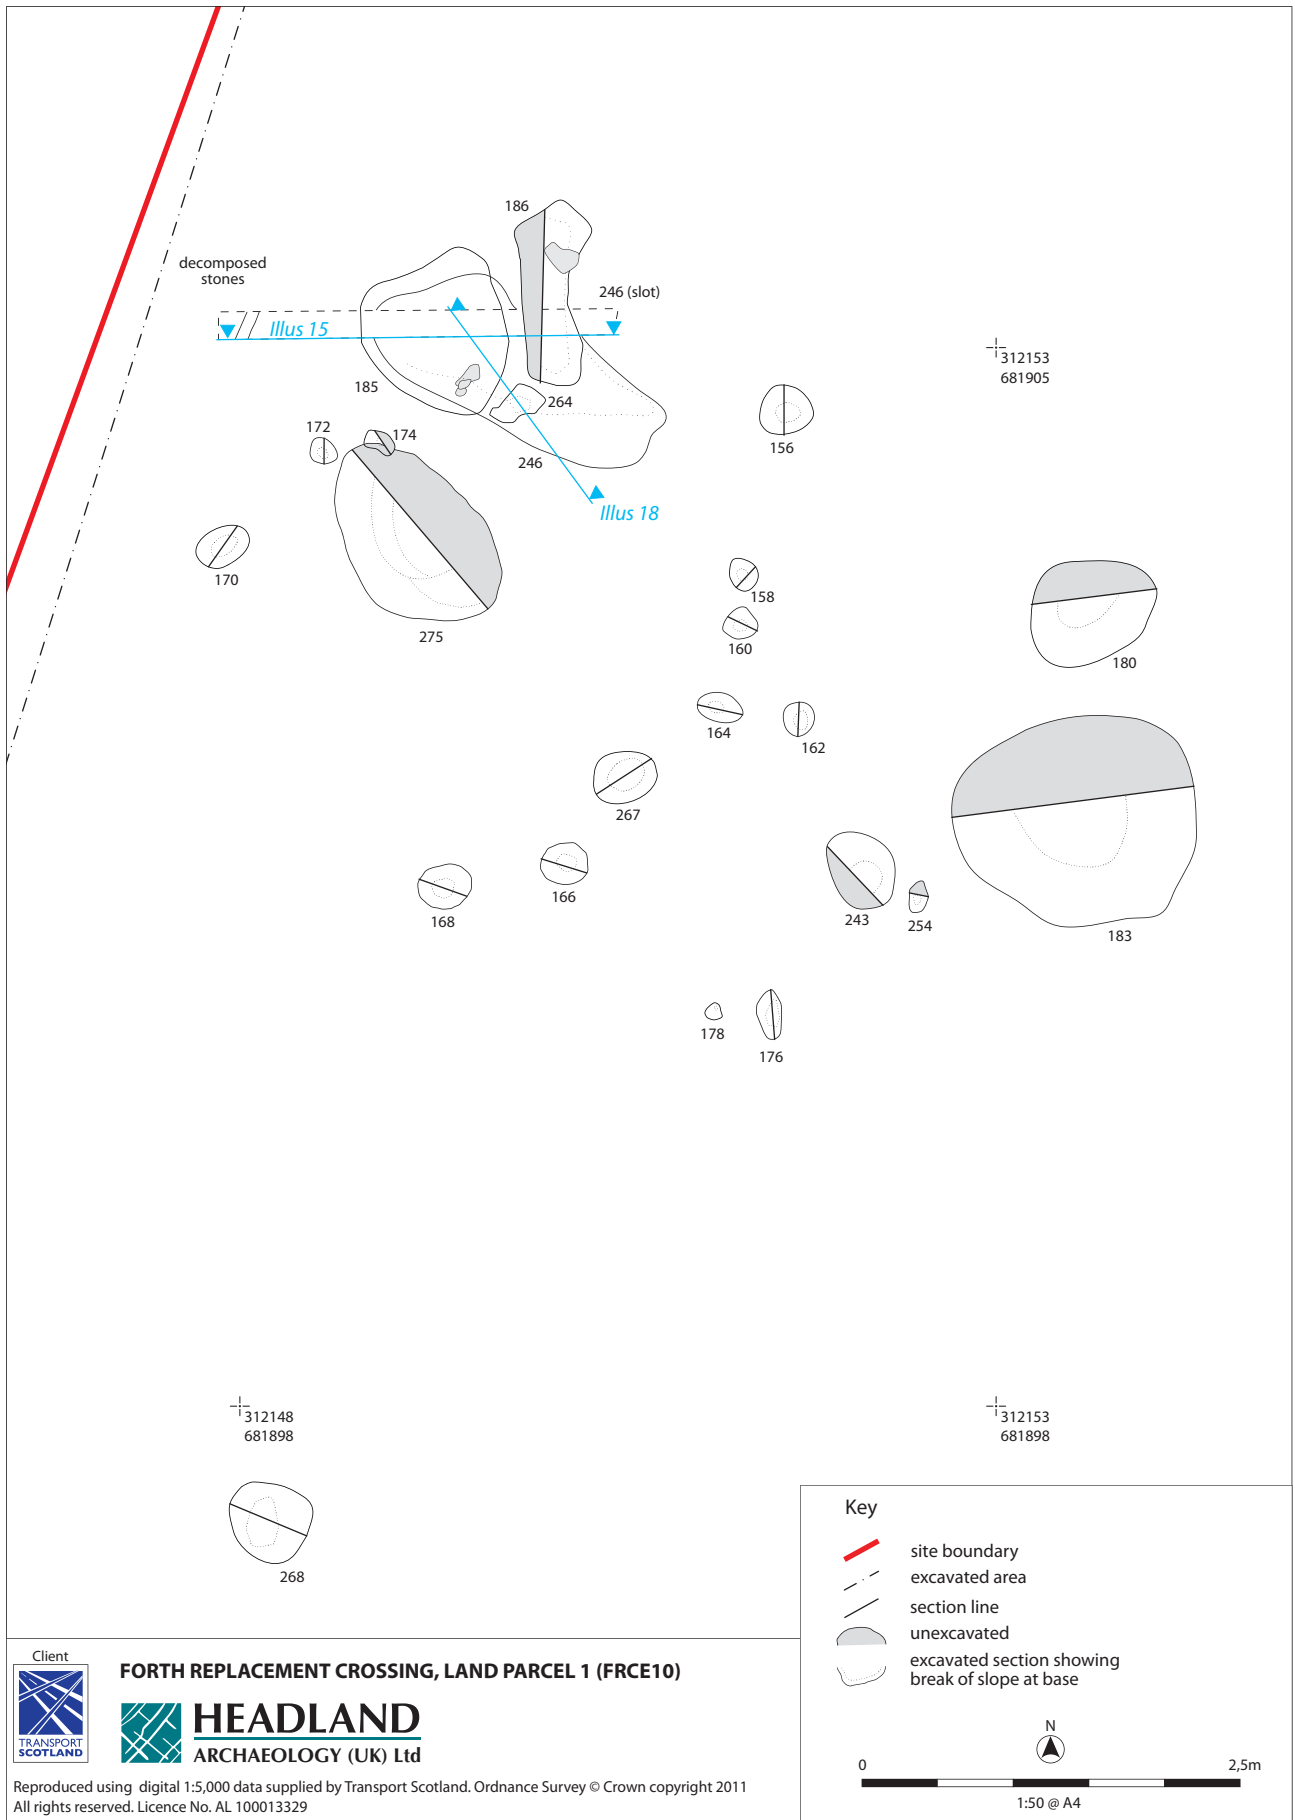 186
decomposed
stones
246 (slot)
Illus 15
312153
681905
185
264
172
174
156
246
Illus 18
170
158
275
160
180
164
162
267
166
168
243
254
183
178
176
312148
681898
312153
681898
268
Key
site boundary
excavated area
section line
unexcavated
excavated section showing
break of slope at base
N
0 2,5m
1:50 @ A4
Client
TRANSPORT
SCOTLAND
FORTH REPLACEMENT CROSSING, LAND PARCEL 1 (FRCE10)
HEADLAND
ARCHAEOLOGY (UK) Ltd
Reproduced using digital 1:5,000 data supplied by Transport Scotland. Ordnance Survey © Crown copyright 2011
All rights reserved. Licence No. AL 100013329